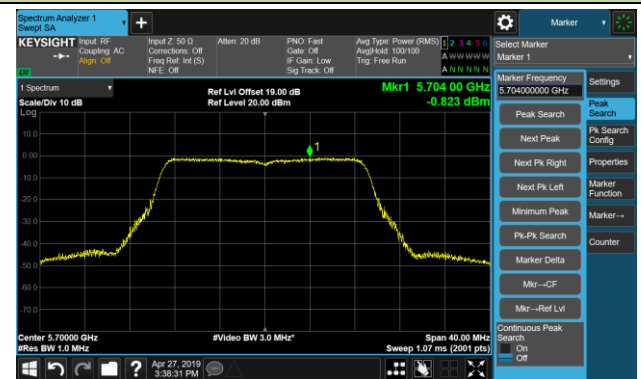 Spectrum Analyzer 1
Swept SA
Marker
KEYSIGHT
Input: RF
Coupling: AC
Align: Off
Input Z: 50 Ω
Corrections: Off
Freq Ref: Int (S)
NFE: Off
Atten: 20 dB
PNO: Fast
Gate: Off
IF Gain: Low
Sig Track: Off
Avg Type: Power (RMS)
Avg|Hold: 100/100
Trig: Free Run
1 2 3 4 5 6
A W W W W W
A N N N N N
Select Marker
Marker 1
1 Spectrum
Scale/Div 10 dB
Log
Ref Lvl Offset 19.00 dB
Ref Level 20.00 dBm
Mkr1 5.704 00 GHz
-0.823 dBm
10.0
0.00
-10.0
-20.0
-30.0
-40.0
-50.0
-60.0
-70.0
1
Center 5.70000 GHz
#Res BW 1.0 MHz
#Video BW 3.0 MHz*
Span 40.00 MHz
Sweep 1.07 ms (2001 pts)
Marker Frequency
5.704000000 GHz
Peak Search
Next Peak
Next Pk Right
Next Pk Left
Minimum Peak
Pk-Pk Search
Marker Delta
Mkr→CF
Mkr→Ref Lvl
Continuous Peak
Search
On
Off
Settings
Peak
Search
Pk Search
Config
Properties
Marker
Function
Marker→
Counter
Apr 27, 2019
3:38:31 PM